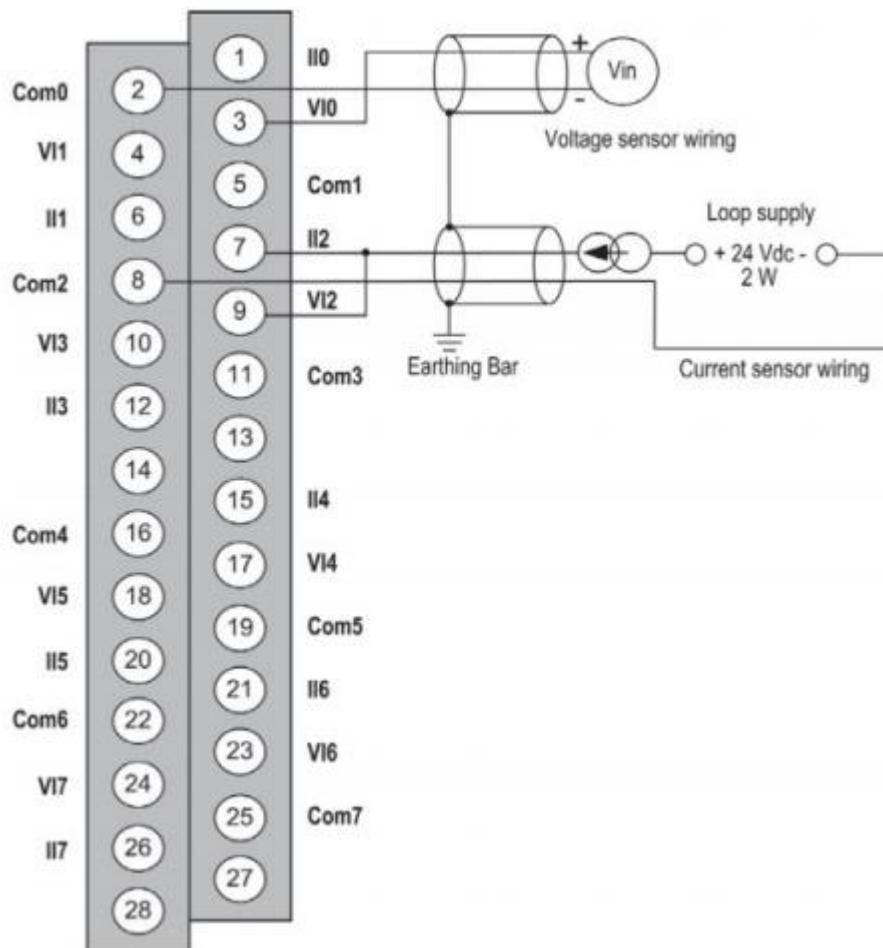 1 II0
Com0 2
3 VI0
+
Vin
-
Voltage sensor wiring
VI1 4
5 Com1
II1 6
7 II2
Loop supply
+ 24 Vdc -
2 W
Com2 8
9 VI2
Earthing Bar
Current sensor wiring
VI3 10
11 Com3
II3 12
13
14
15 II4
Com4 16
17 VI4
VI5 18
19 Com5
II5 20
21 II6
Com6 22
23 VI6
VI7 24
25 Com7
II7 26
27
28